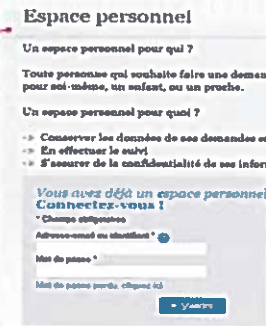 Espace personnel
Un espace personnel pour qui ?
Toute personne qui souhaite faire une deman
pour soi-même, un enfant, ou un proche.
Un espace personnel pour quoi ?
Conserver les données de ses demandes et
En effectuer le suivi
S'assurer de la confidentialité de ses infor
Vous avez déjà un espace personnel
Connectez-vous !
* Champs obligatoires
Adresse-email ou identifiant *
Mot de passe *
Mot de passe perdu, cliquez ici